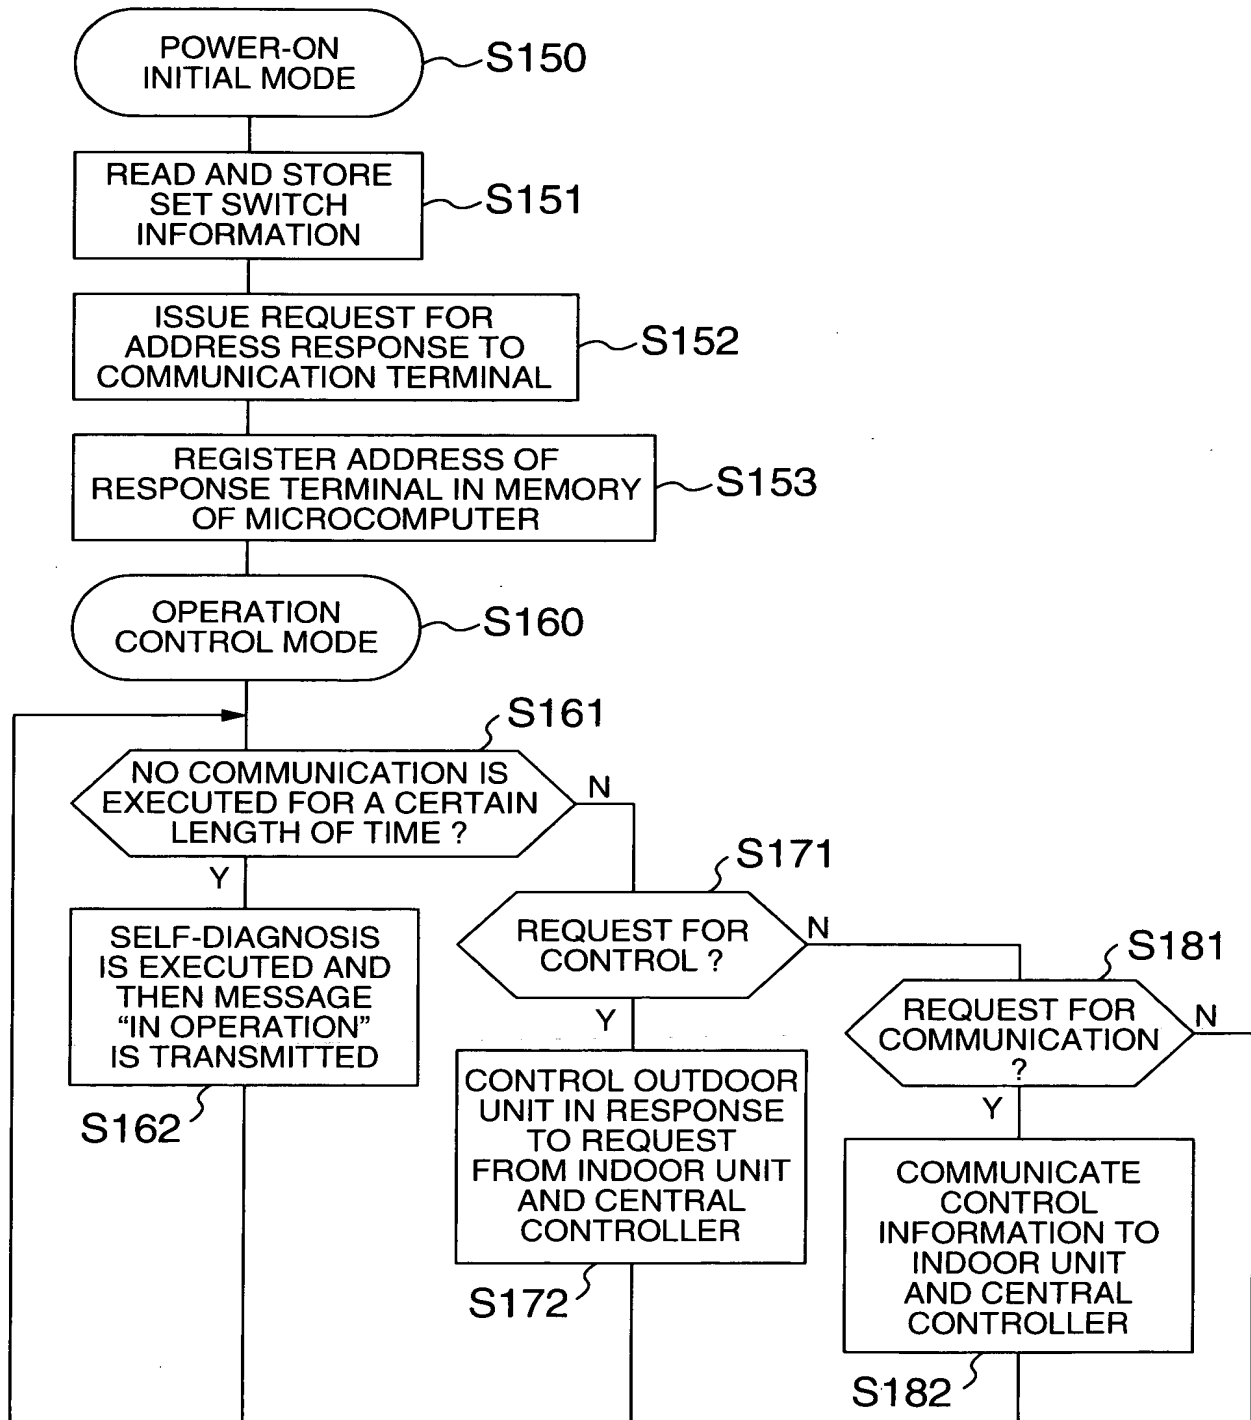 POWER-ON
INITIAL MODE
S150
READ AND STORE
SET SWITCH
INFORMATION
S151
ISSUE REQUEST FOR
ADDRESS RESPONSE TO
COMMUNICATION TERMINAL
S152
REGISTER ADDRESS OF
RESPONSE TERMINAL IN MEMORY
OF MICROCOMPUTER
S153
OPERATION
CONTROL MODE
S160
S161
NO COMMUNICATION IS
EXECUTED FOR A CERTAIN
LENGTH OF TIME ?
N
Y
SELF-DIAGNOSIS
IS EXECUTED AND
THEN MESSAGE
“IN OPERATION”
IS TRANSMITTED
S162
S171
REQUEST FOR
CONTROL ?
N
Y
CONTROL OUTDOOR
UNIT IN RESPONSE
TO REQUEST
FROM INDOOR UNIT
AND CENTRAL
CONTROLLER
S172
S181
REQUEST FOR
COMMUNICATION
?
N
Y
COMMUNICATE
CONTROL
INFORMATION TO
INDOOR UNIT
AND CENTRAL
CONTROLLER
S182